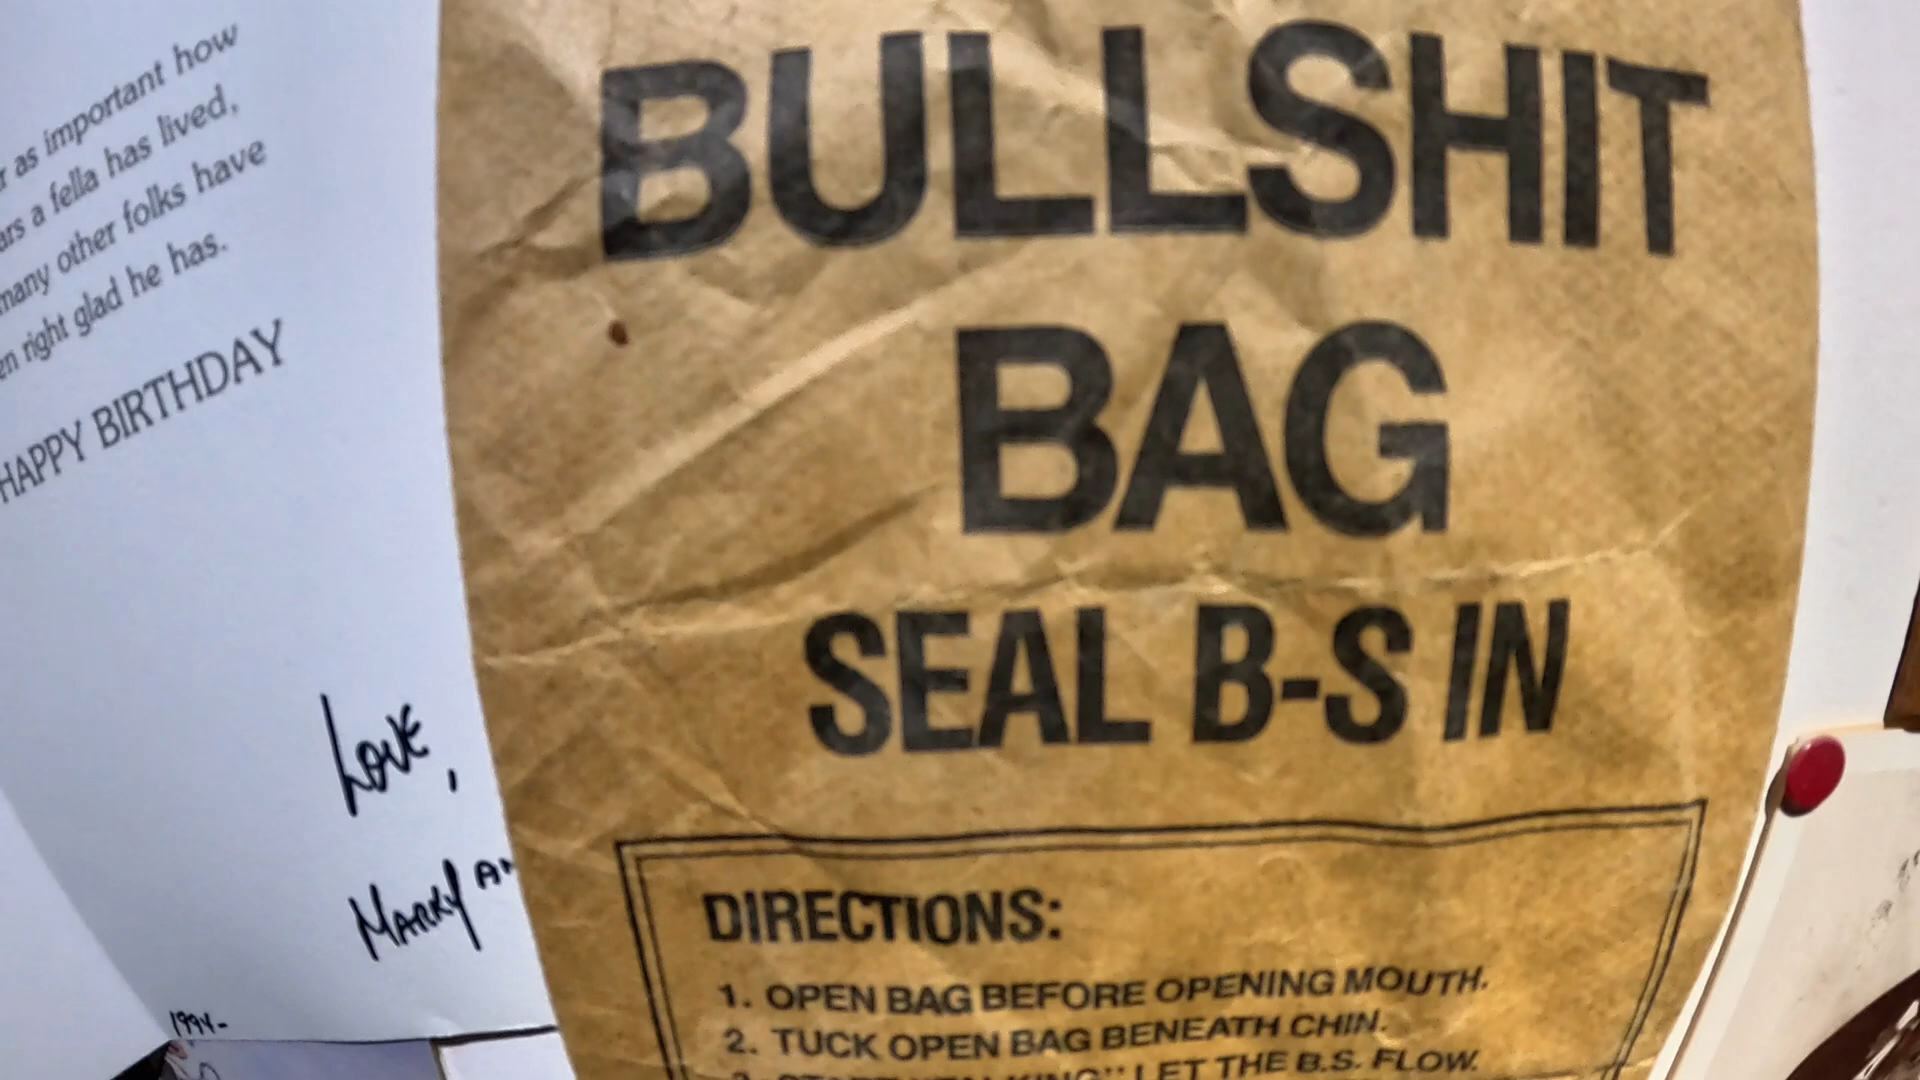 as important how
a fella has lived,
many other folks have
right glad he has.
HAPPY BIRTHDAY
LOVE,
MARKY
1994-
BULLSHIT
BAG
SEAL B-S IN
DIRECTIONS:
1. OPEN BAG BEFORE OPENING MOUTH.
2. TUCK OPEN BAG BENEATH CHIN.
LET THE B.S. FLOW.